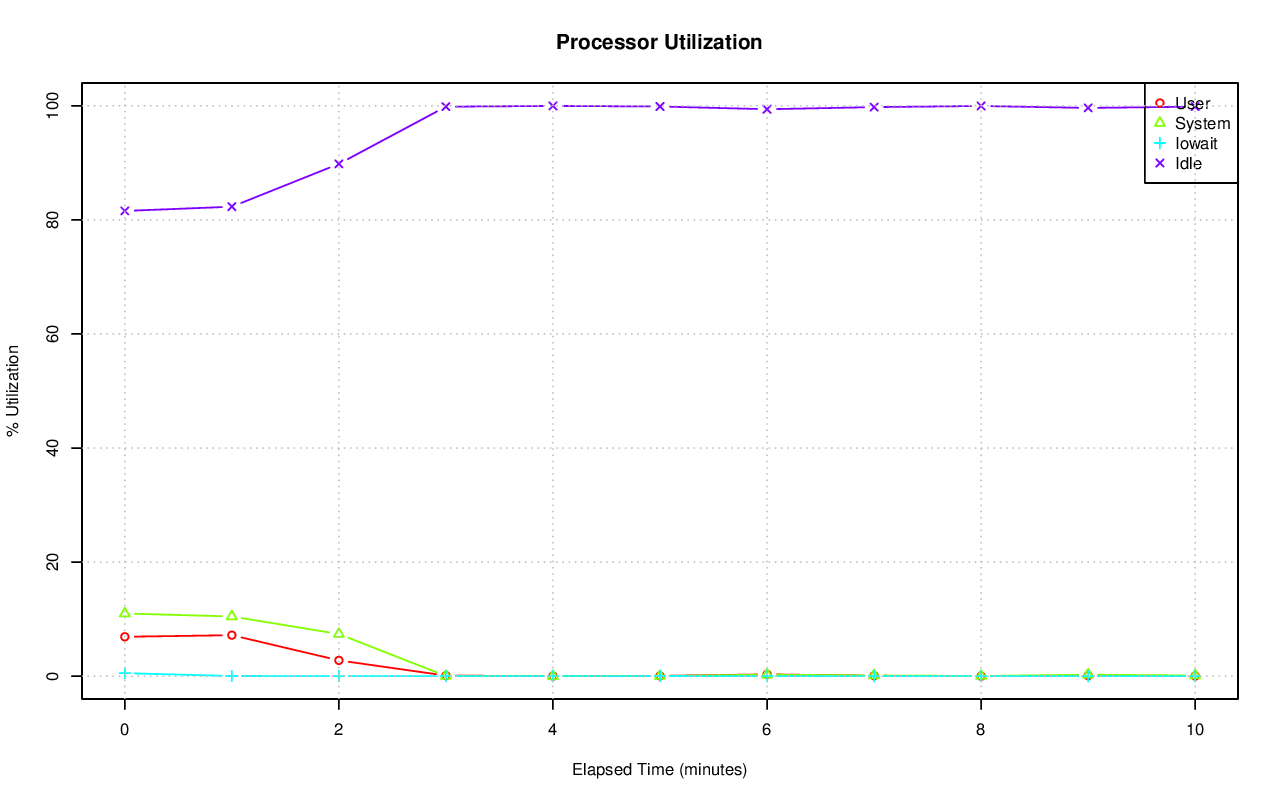 Processor Utilization
100
80
60
40
20
0
% Utilization
User
System
Iowait
Idle
0 2 4 6 8 10
Elapsed Time (minutes)